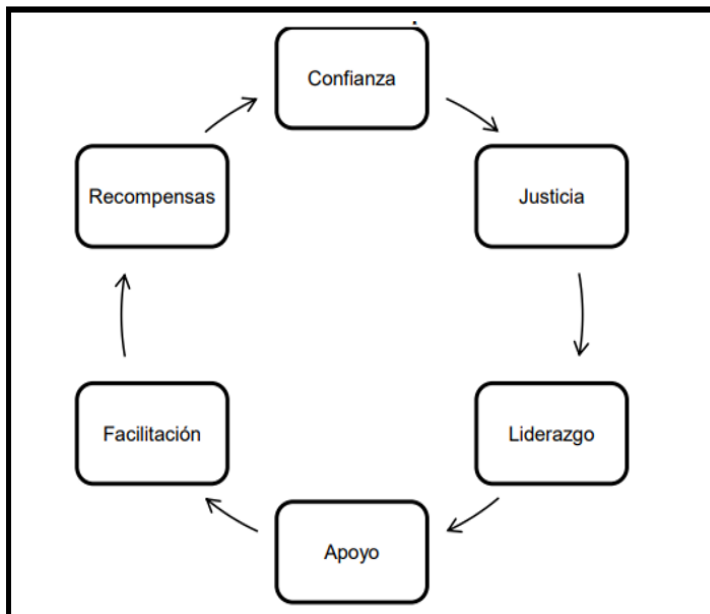 Confianza
Justicia
Liderazgo
Apoyo
Facilitación
Recompensas